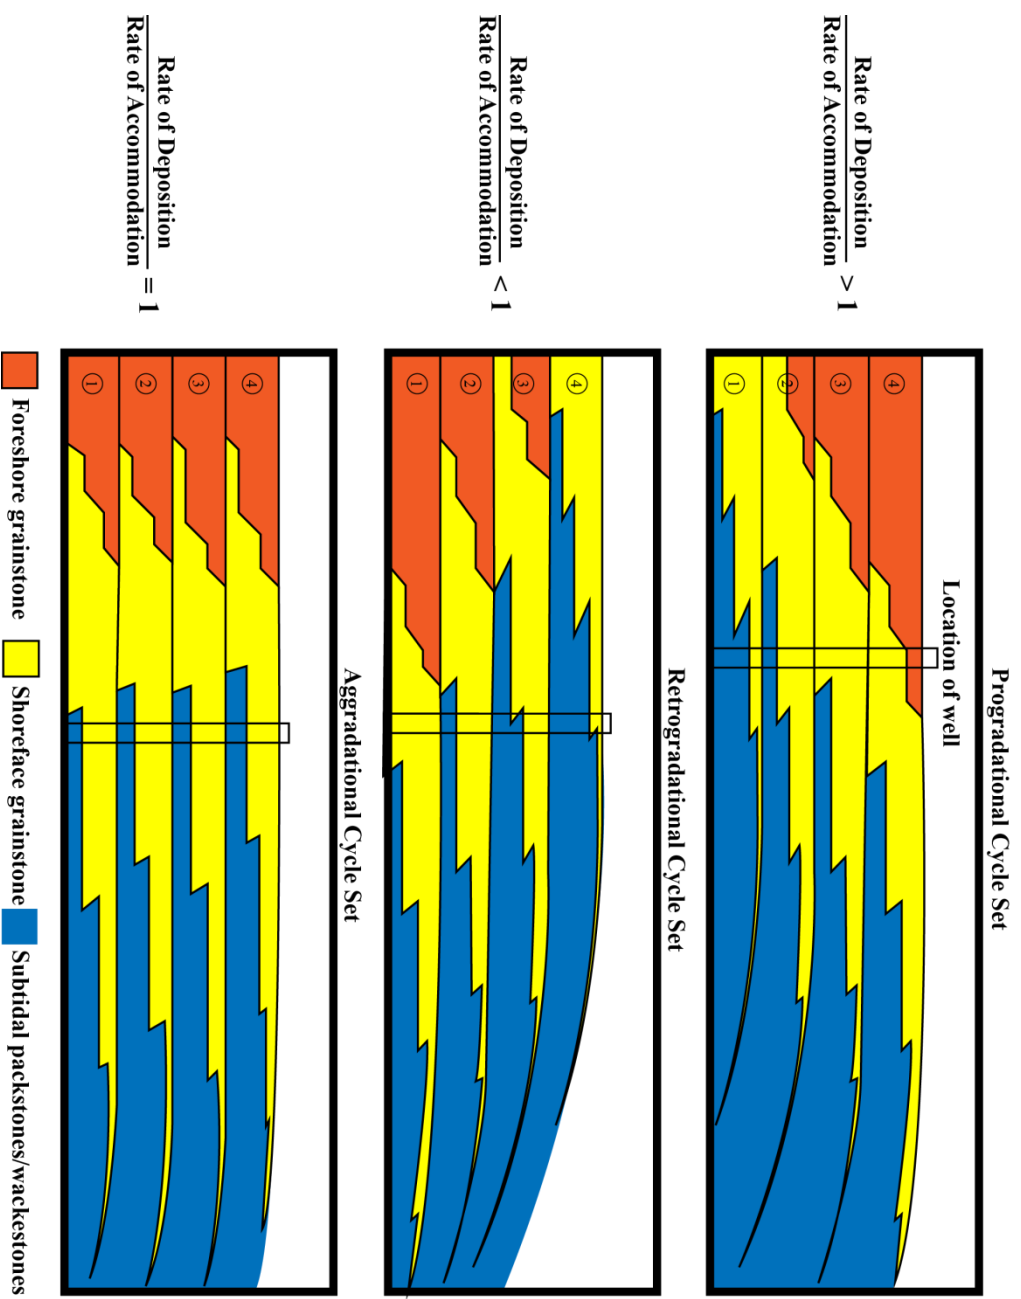 Progradational Cycle Set
Location of well
Rate of Deposition
Rate of Accommodation
> 1
① ② ③ ④
Retrogradational Cycle Set
Rate of Deposition
Rate of Accommodation
< 1
① ② ③ ④
Aggradational Cycle Set
Rate of Deposition
Rate of Accommodation
= 1
① ② ③ ④
Foreshore grainstone
Shoreface grainstone
Subtidal packstones/wackestones